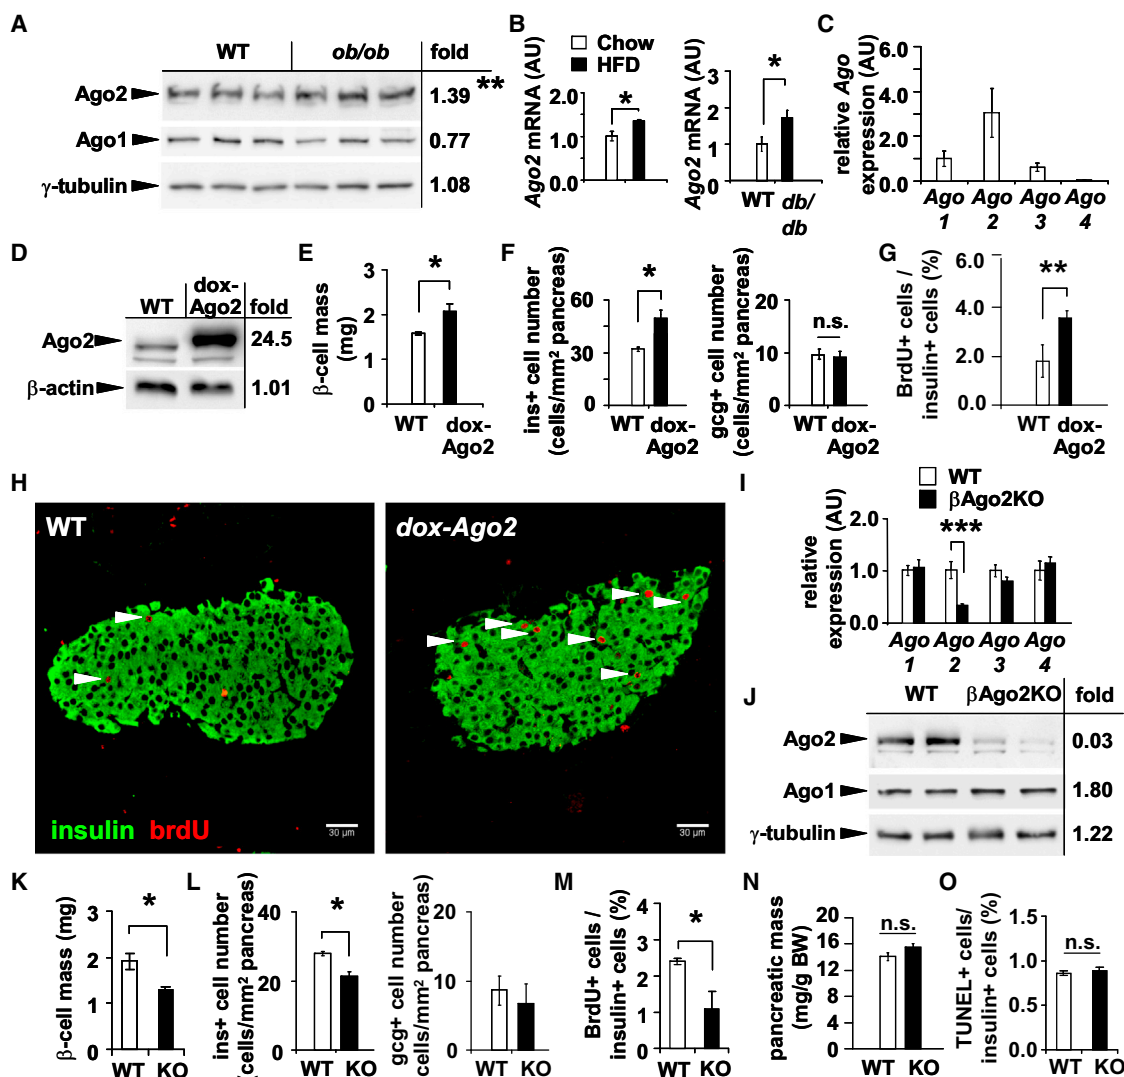 A
WT
ob/ob
fold
Ago2
1.39
**
Ago1
0.77
γ-tubulin
1.08
B
Chow
HFD
Ago2 mRNA (AU)
2.0
1.0
0.0
*
Ago2 mRNA (AU)
3
2
1
0
*
WT
db/
db
C
relative Ago
expression (AU)
6.0
4.0
2.0
0.0
Ago Ago Ago Ago
1 2 3 4
D
WT
dox-
Ago2
fold
Ago2
24.5
β-actin
1.01
E
β-cell mass
(mg)
3
2
1
0
*
WT dox-
Ago2
F
ins+ cell number
(cells/mm² pancreas)
60
30
0
*
WT dox-
Ago2
gcg+ cell number
(cells/mm² pancreas)
20
10
0
n.s.
WT dox-
Ago2
G
BrdU+ cells /
insulin+ cells (%)
6.0
4.0
2.0
0.0
**
WT dox-
Ago2
H
WT
insulin brdU
30 μm
dox-Ago2
30 μm
I
WT
βAgo2KO
relative
expression (AU)
2.0
1.0
0.0
***
Ago Ago Ago Ago
1 2 3 4
J
WT βAgo2KO fold
Ago2
0.03
Ago1
1.80
γ-tubulin
1.22
K
β-cell mass (mg)
3
2
1
0
*
WT KO
L
ins+ cell number
(cells/mm² pancreas)
40
20
0
*
WT KO
gcg+ cell number
cells/mm² pancreas)
20
10
0
WT KO
M
BrdU+ cells /
insulin+ cells (%)
4
3
2
1
0
*
WT KO
N
pancreatic mass
(mg/g BW)
20
16
12
8
4
0
n.s.
WT KO
O
TUNEL+ cells/
insulin+ cells (%)
1.5
1.0
0.5
0.0
n.s.
WT KO